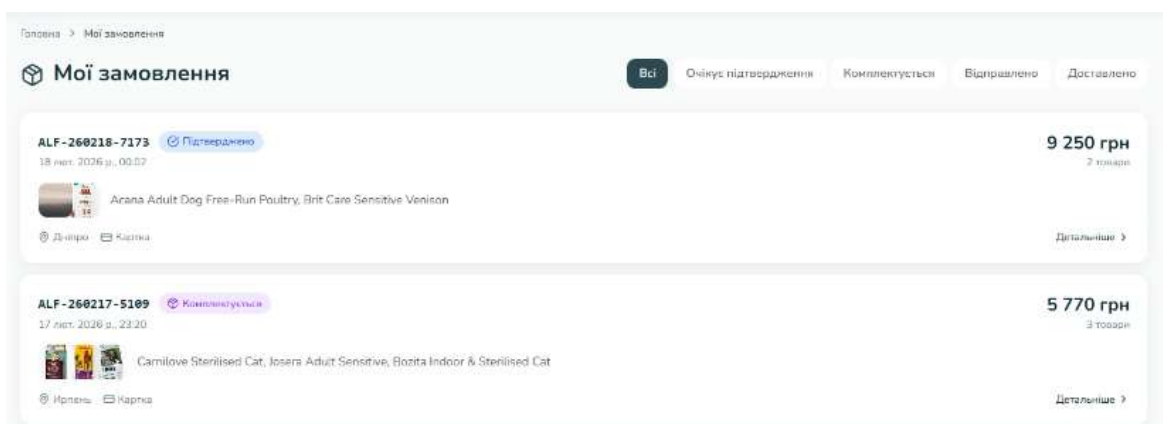 Головна > Мої замовлення
Мої замовлення
Всі Очікує підтвердження Комплектується Відправлено Доставлено
ALF-260218-7173 Підтверджено 9 250 грн
18 лют. 2026 р., 00:02 2 товари
Acana Adult Dog Free-Run Poultry, Brit Care Sensitive Venison
Дніпро Картка Детальніше >
ALF-260217-5109 Комплектується 5 770 грн
17 лют. 2026 р., 23:20 3 товари
Carnilove Sterilised Cat, Josera Adult Sensitive, Bozita Indoor & Sterilised Cat
Ирпень Картка Детальніше >